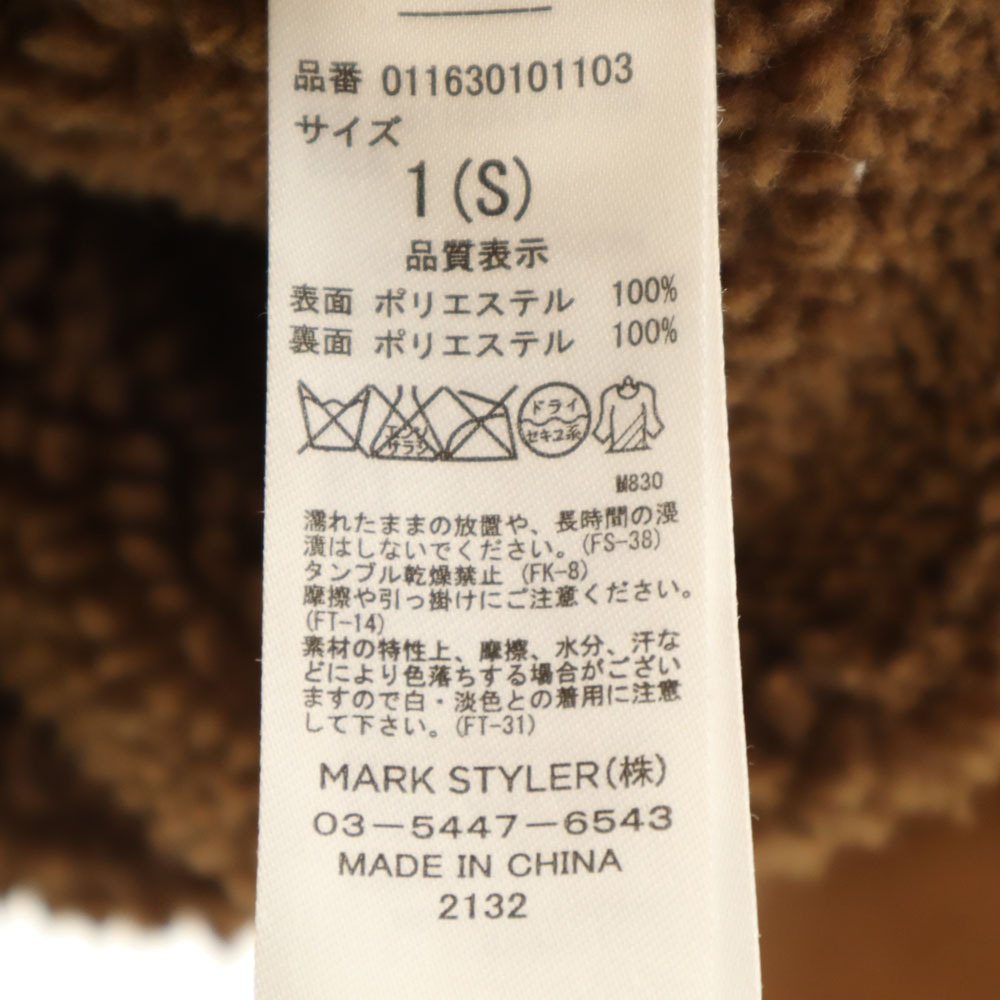 品番 011630101103
サイズ
1(S)
品質表示
表面 ポリエステル 100%
裏面 ポリエステル 100%
エンソ
サラシ
ドライ
セキユ系
M830
濡れたままの放置や、長時間の浸
漬はしないでください。(FS-38)
タンブル乾燥禁止 (FK-8)
摩擦や引っ掛けにご注意ください。
(FT-14)
素材の特性上、摩擦、水分、汗な
どにより色落ちする場合がござい
ますので白・淡色との着用に注意
して下さい。(FT-31)
MARK STYLER(株)
03-5447-6543
MADE IN CHINA
2132